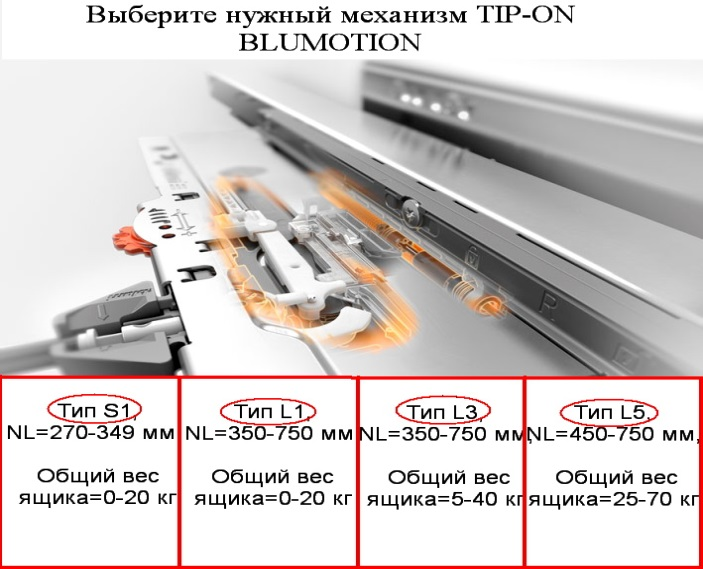 Выберите нужный механизм TIP-ON
BLUMOTION
R
Тип S1,
NL=270-349 мм
Общий вес
ящика=0-20 кг
Тип L1,
NL=350-750 мм
Общий вес
ящика=0-20 кг
Тип L3,
NL=350-750 мм,
Общий вес
ящика=5-40 кг
Тип L5,
NL=450-750 мм,
Общий вес
ящика=25-70 кг